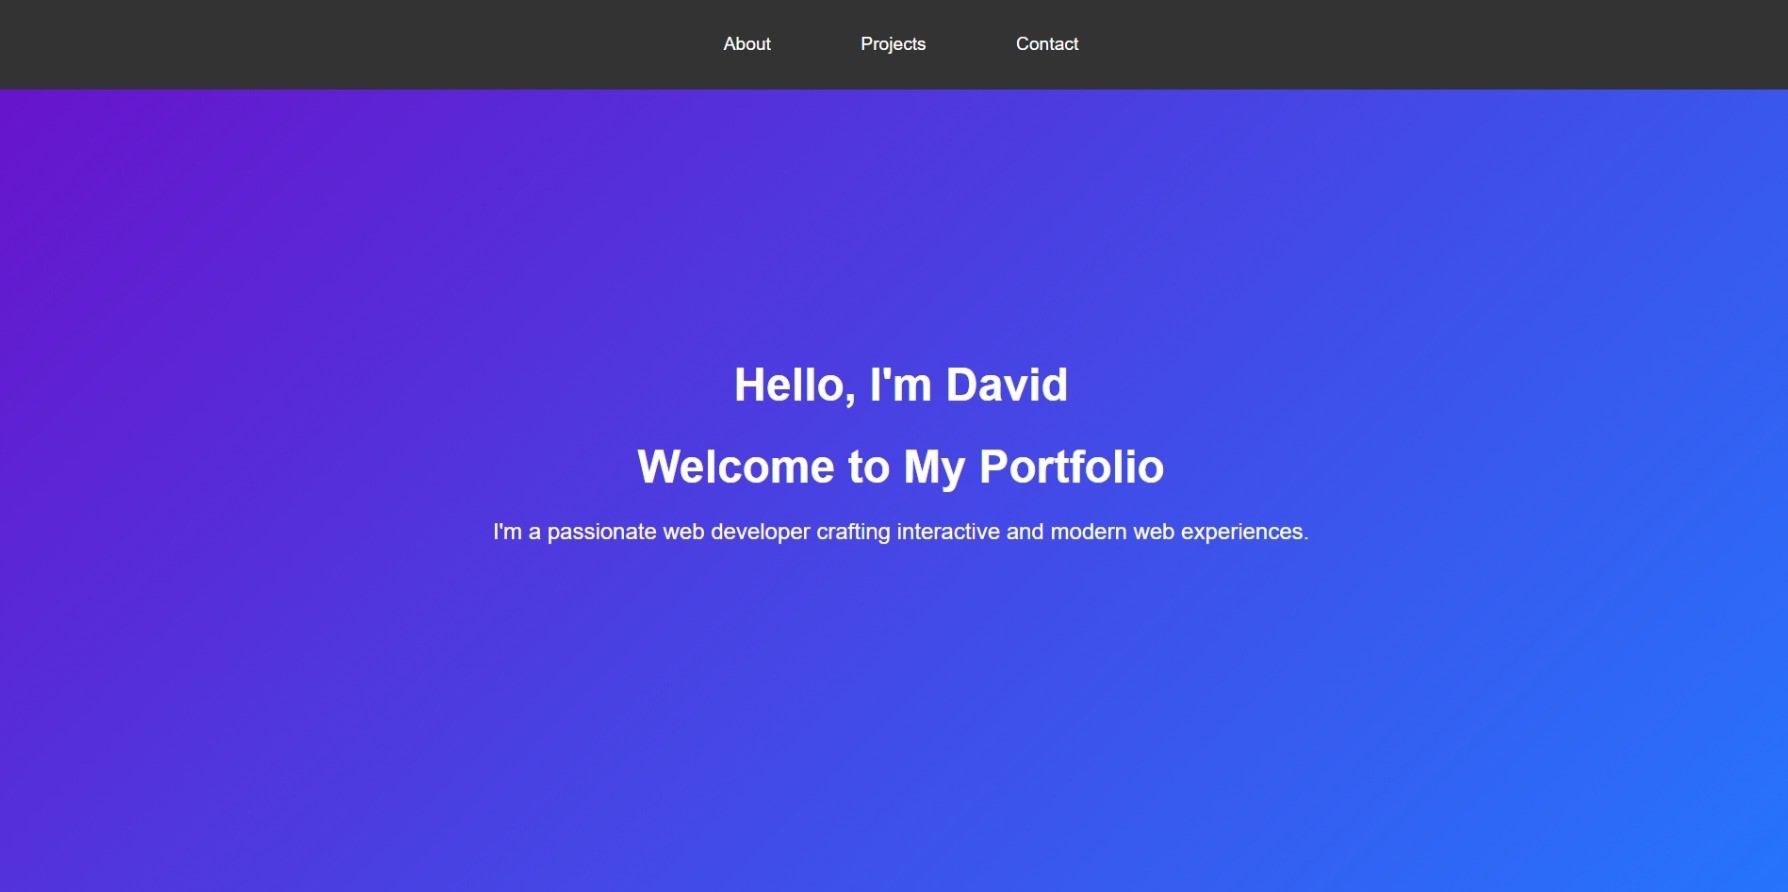 About Projects Contact
Hello, I'm David
Welcome to My Portfolio
I'm a passionate web developer crafting interactive and modern web experiences.